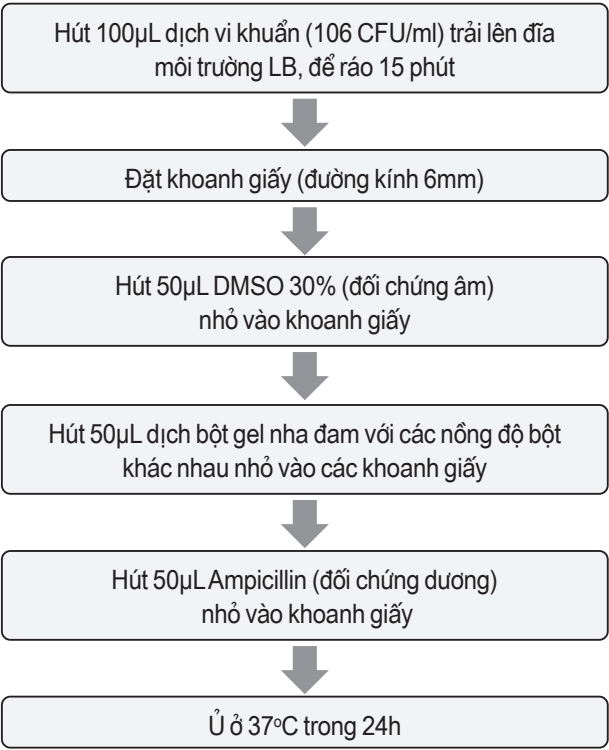 Hút 100µL dịch vi khuẩn (106 CFU/ml) trải lên đĩa
môi trường LB, để ráo 15 phút
Đặt khoanh giấy (đường kính 6mm)
Hút 50µL DMSO 30% (đối chứng âm)
nhỏ vào khoanh giấy
Hút 50µL dịch bột gel nha đam với các nồng độ bột
khác nhau nhỏ vào các khoanh giấy
Hút 50µL Ampicillin (đối chứng dương)
nhỏ vào khoanh giấy
Ủ ở 37°C trong 24h